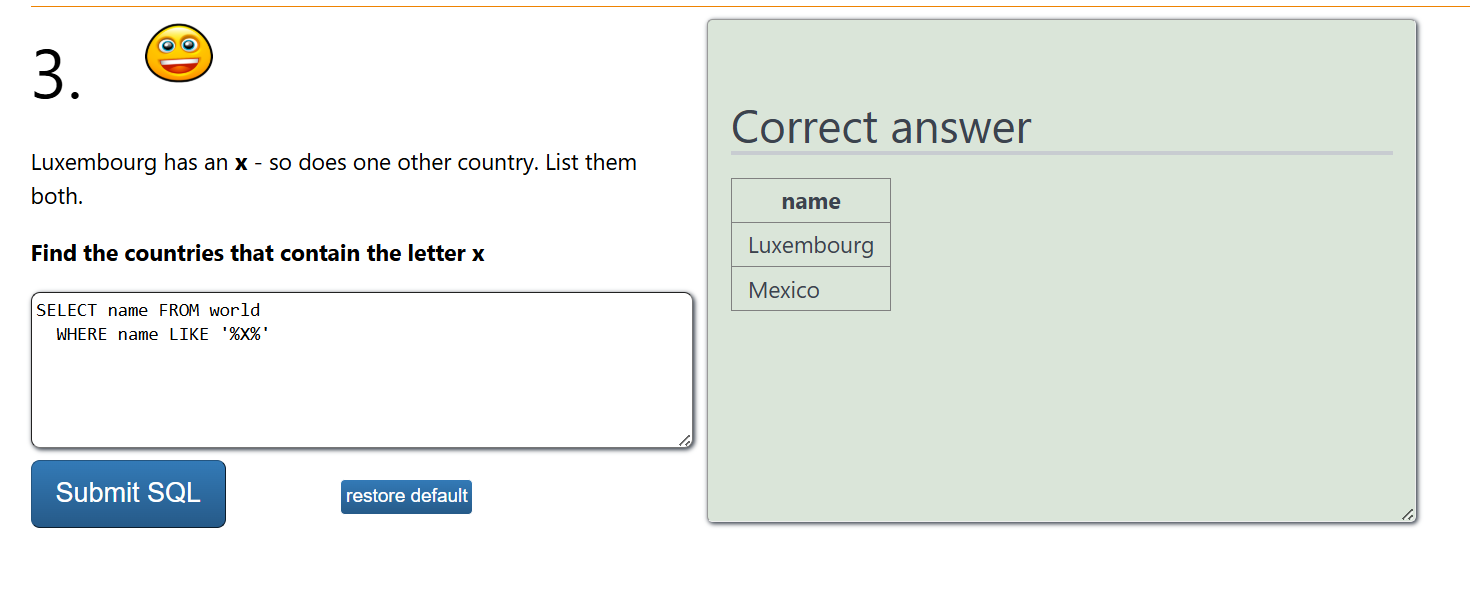 3.
Luxembourg has an x - so does one other country. List them
both.
Find the countries that contain the letter x
SELECT name FROM world
  WHERE name LIKE '%X%'
Submit SQL
restore default
Correct answer
name
Luxembourg
Mexico